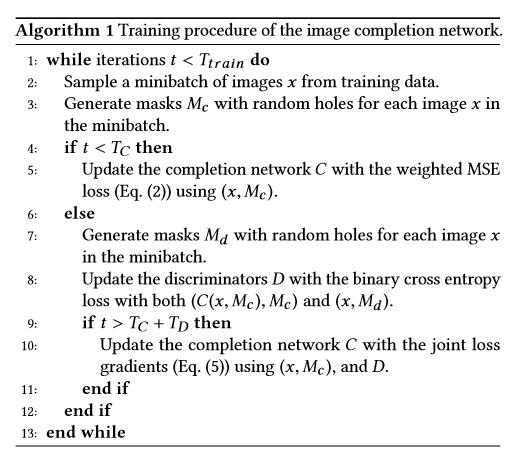 Algorithm 1 Training procedure of the image completion network.
1: while iterations t < T_train do
2: Sample a minibatch of images x from training data.
3: Generate masks M_c with random holes for each image x in
the minibatch.
4: if t < T_C then
5: Update the completion network C with the weighted MSE
loss (Eq. (2)) using (x, M_c).
6: else
7: Generate masks M_d with random holes for each image x
in the minibatch.
8: Update the discriminators D with the binary cross entropy
loss with both (C(x, M_c), M_c) and (x, M_d).
9: if t > T_C + T_D then
10: Update the completion network C with the joint loss
gradients (Eq. (5)) using (x, M_c), and D.
11: end if
12: end if
13: end while